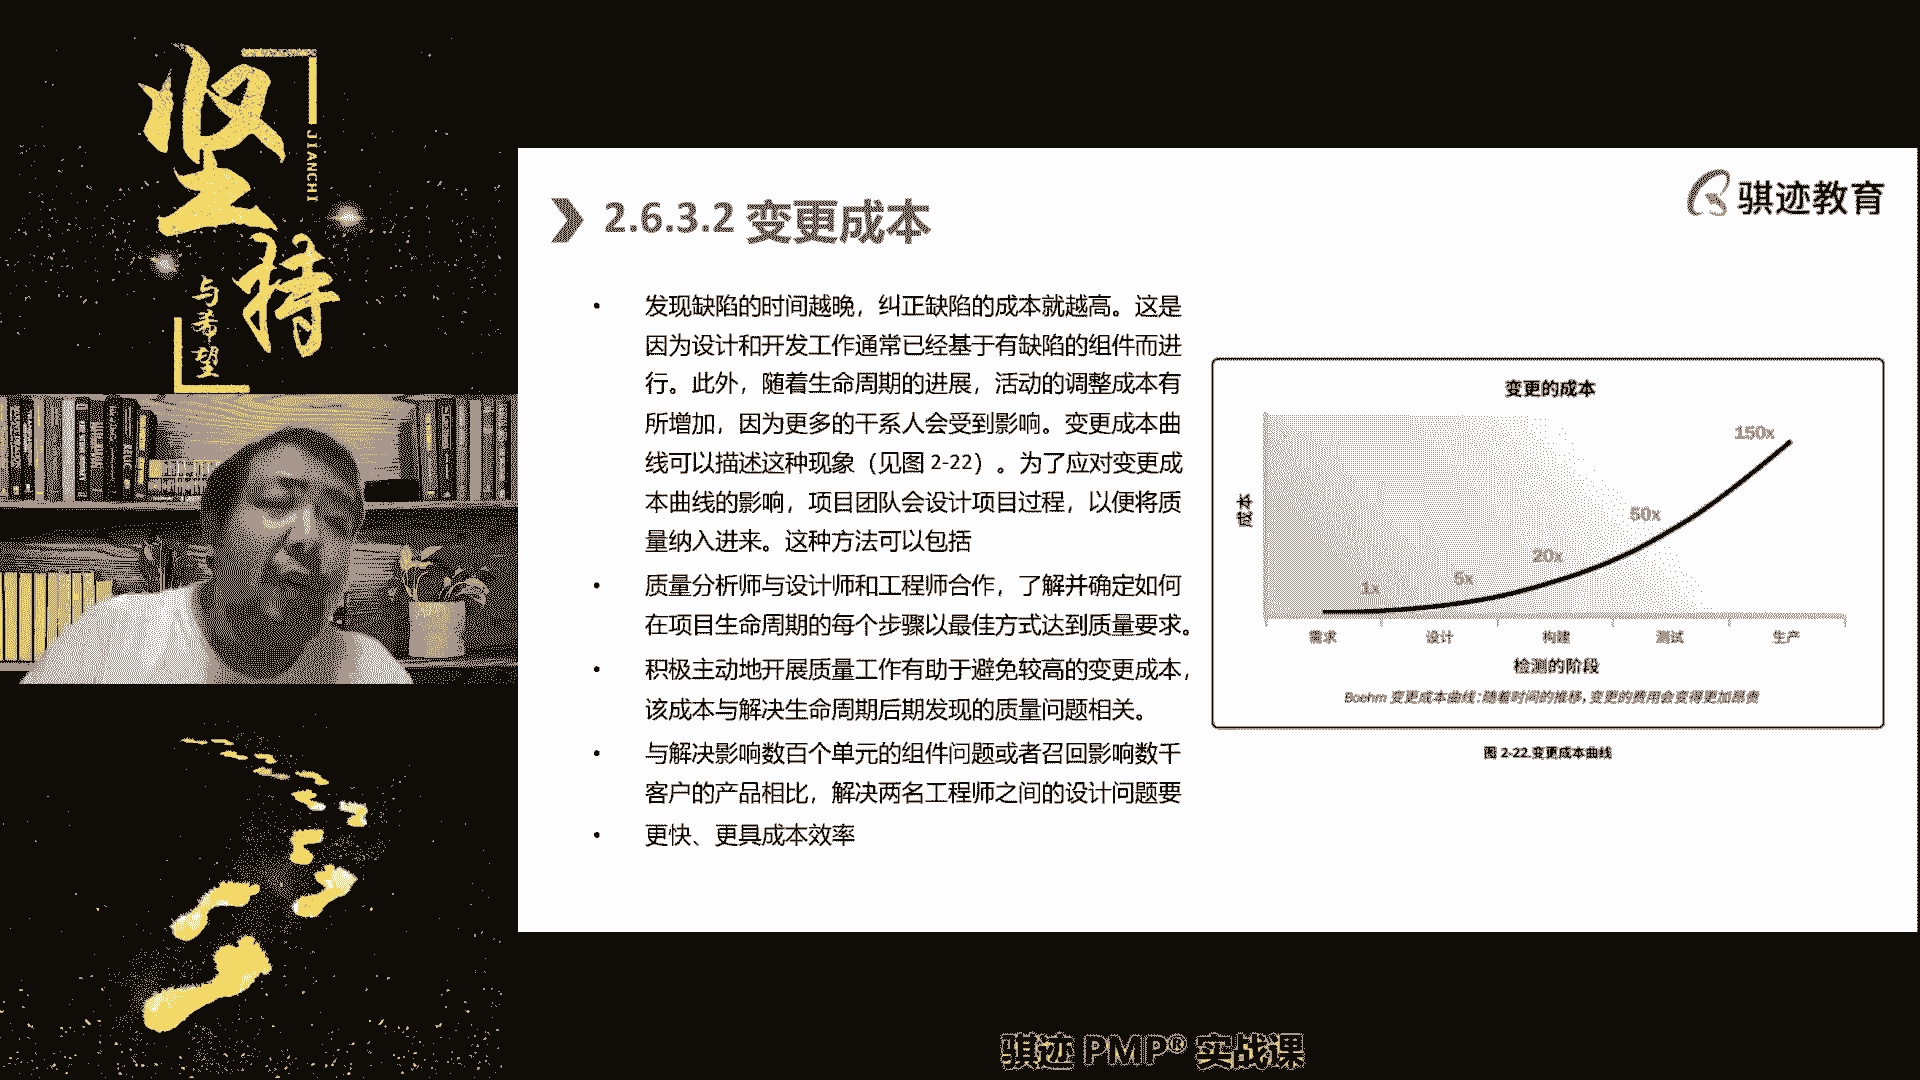 坚持
JIANCHI
与希望
骐迹教育
2.6.3.2 变更成本
• 发现缺陷的时间越晚，纠正缺陷的成本就越高。这是
因为设计和开发工作通常已经基于有缺陷的组件而进
行。此外，随着生命周期的进展，活动的调整成本有
所增加，因为更多的干系人会受到影响。变更成本曲
线可以描述这种现象（见图 2-22）。为了应对变更成
本曲线的影响，项目团队会设计项目过程，以便将质
量纳入进来。这种方法可以包括
• 质量分析师与设计师和工程师合作，了解并确定如何
在项目生命周期的每个步骤以最佳方式达到质量要求。
• 积极主动地开展质量工作有助于避免较高的变更成本，
该成本与解决生命周期后期发现的质量问题相关。
• 与解决影响数百个单元的组件问题或者召回影响数千
客户的产品相比，解决两名工程师之间的设计问题要
• 更快、更具成本效率
变更的成本
150x
50x
20x
5x
1x
成本
需求 设计 构建 测试 生产
检测的阶段
Boehm 变更成本曲线：随着时间的推移，变更的费用会变得更加昂贵
图 2-22.变更成本曲线
骐迹 PMP® 实战课